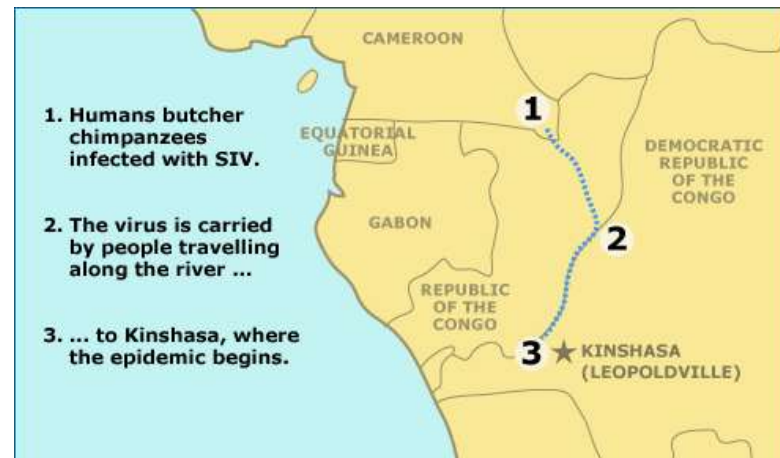 1. Humans butcher
chimpanzees
infected with SIV.
2. The virus is carried
by people travelling
along the river ...
3. ... to Kinshasa, where
the epidemic begins.
CAMEROON
1
EQUATORIAL
GUINEA
DEMOCRATIC
REPUBLIC
OF THE
CONGO
GABON
2
REPUBLIC
OF THE
CONGO
3
KINSHASA
(LEOPOLDVILLE)